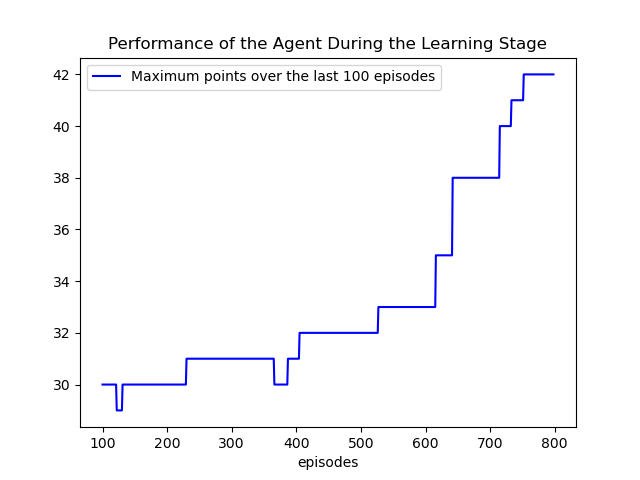 Performance of the Agent During the Learning Stage
Maximum points over the last 100 episodes
42
40
38
36
34
32
30
100 200 300 400 500 600 700 800
episodes